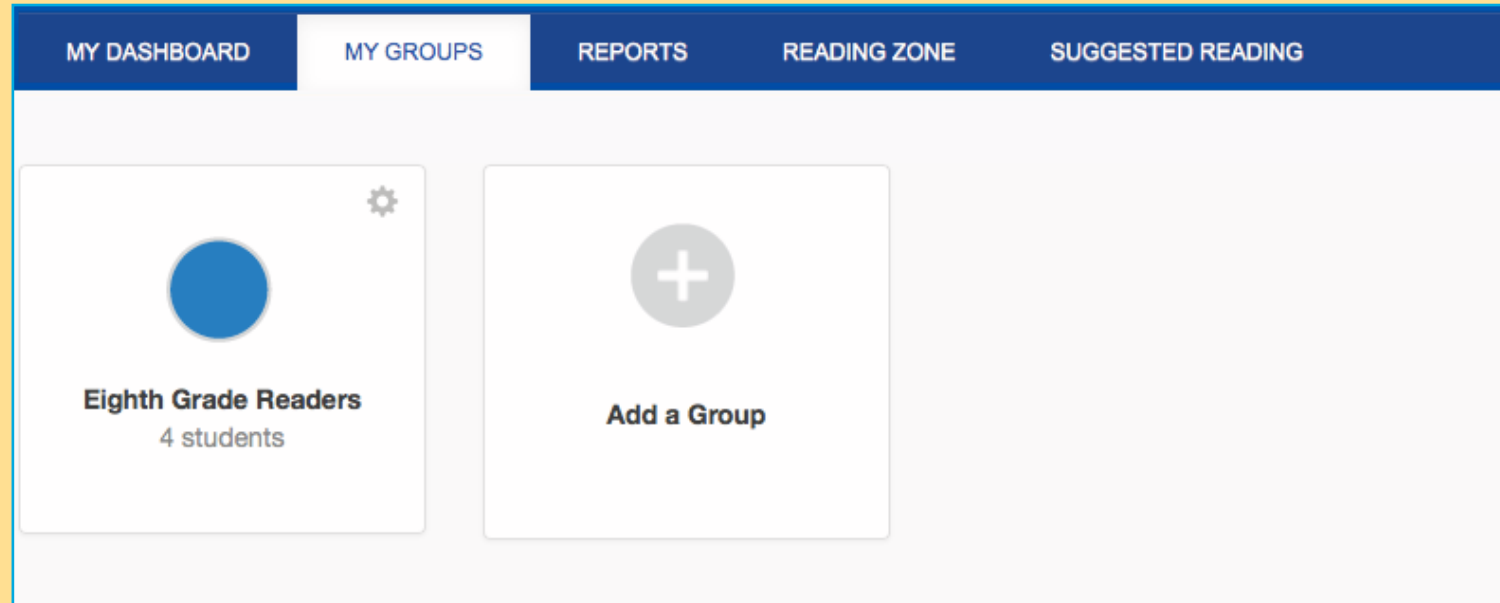 MY DASHBOARD MY GROUPS REPORTS READING ZONE SUGGESTED READING
Eighth Grade Readers
4 students
Add a Group